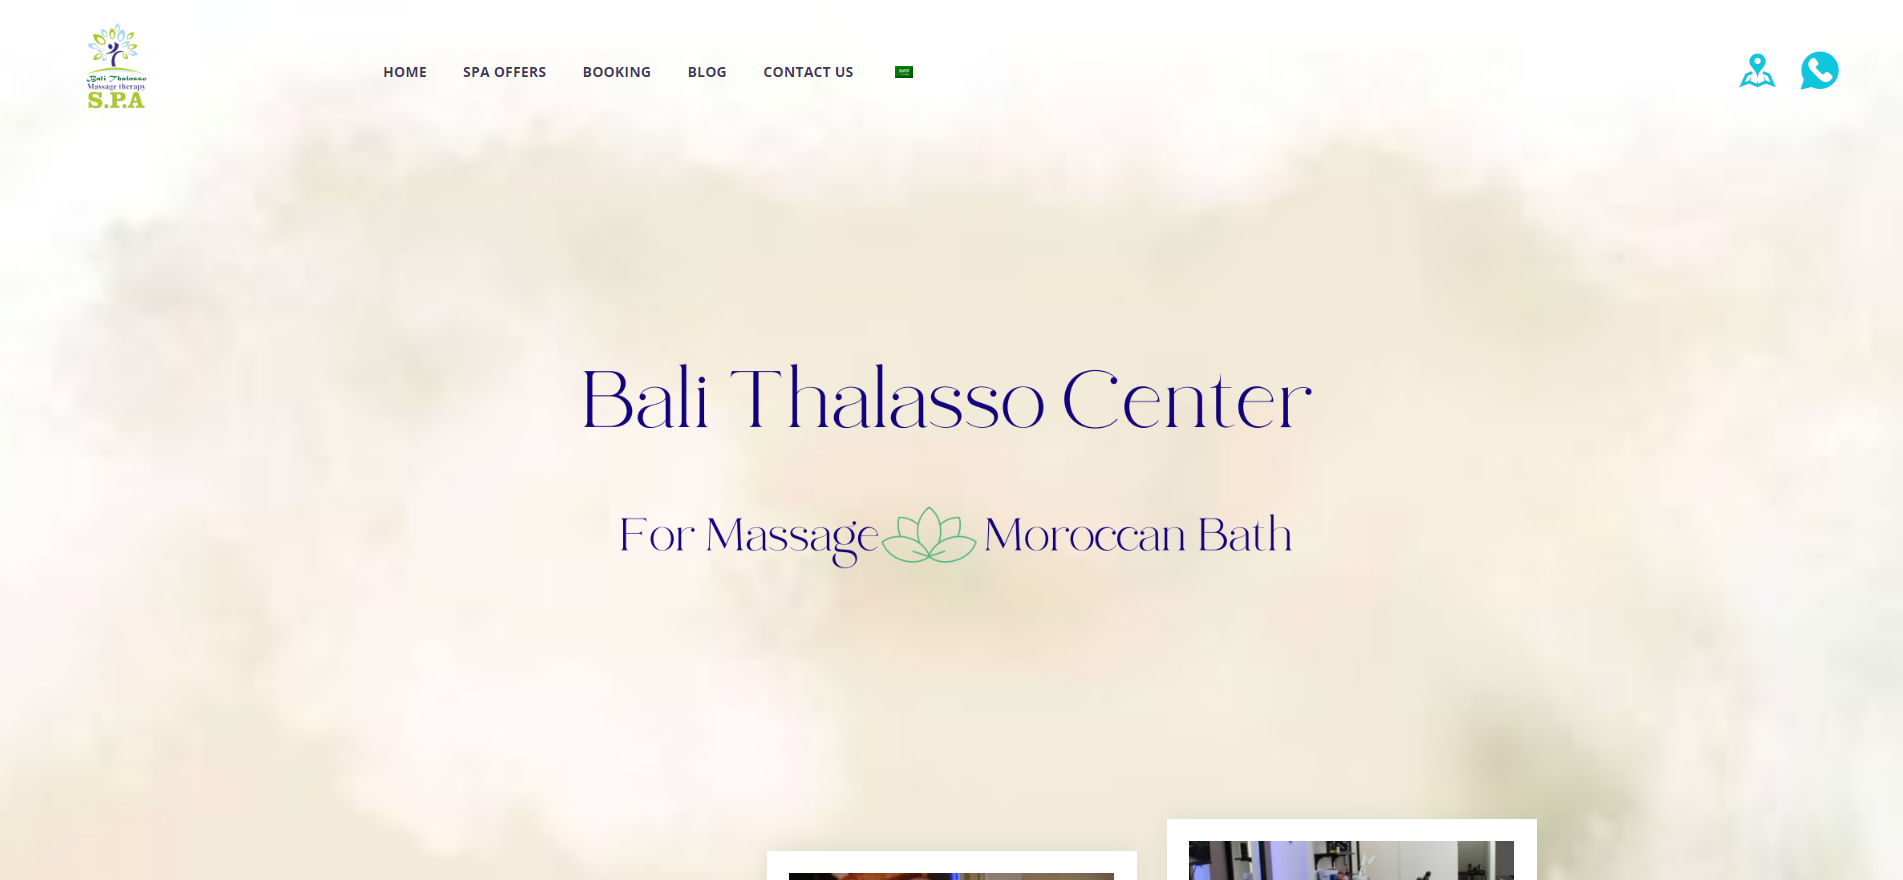 Bali Thalasso
Massage therapy
S.P.A
HOME SPA OFFERS BOOKING BLOG CONTACT US
Bali Thalasso Center
For Massage Moroccan Bath